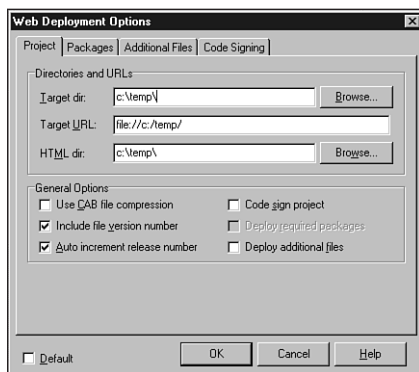 Web Deployment Options
Project Packages Additional Files Code Signing
Directories and URLs
Target dir: c:\temp\ Browse...
Target URL: file://c:/temp/
HTML dir: c:\temp\ Browse...
General Options
Use CAB file compression Code sign project
Include file version number Deploy required packages
Auto increment release number Deploy additional files
Default OK Cancel Help